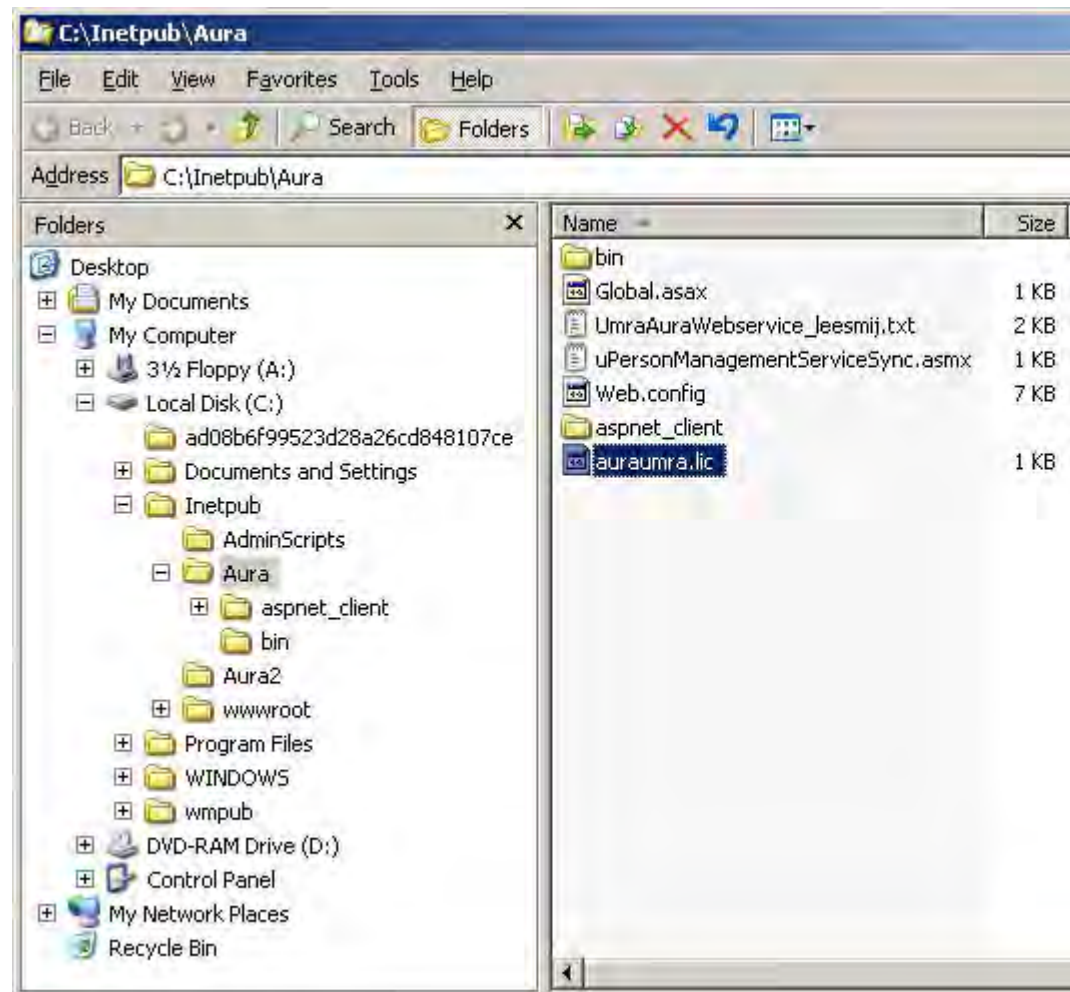 C:\Inetpub\Aura
File Edit View Favorites Tools Help
Back Search Folders
Address C:\Inetpub\Aura
Folders
Desktop
My Documents
My Computer
3½ Floppy (A:)
Local Disk (C:)
ad08b6f99523d28a26cd848107ce
Documents and Settings
Inetpub
AdminScripts
Aura
aspnet_client
bin
Aura2
wwwroot
Program Files
WINDOWS
wmpub
DVD-RAM Drive (D:)
Control Panel
My Network Places
Recycle Bin
Name Size
bin
Global.asax 1 KB
UmraAuraWebservice_leesmij.txt 2 KB
uPersonManagementServiceSync.asmx 1 KB
Web.config 7 KB
aspnet_client
auraumra.lic 1 KB